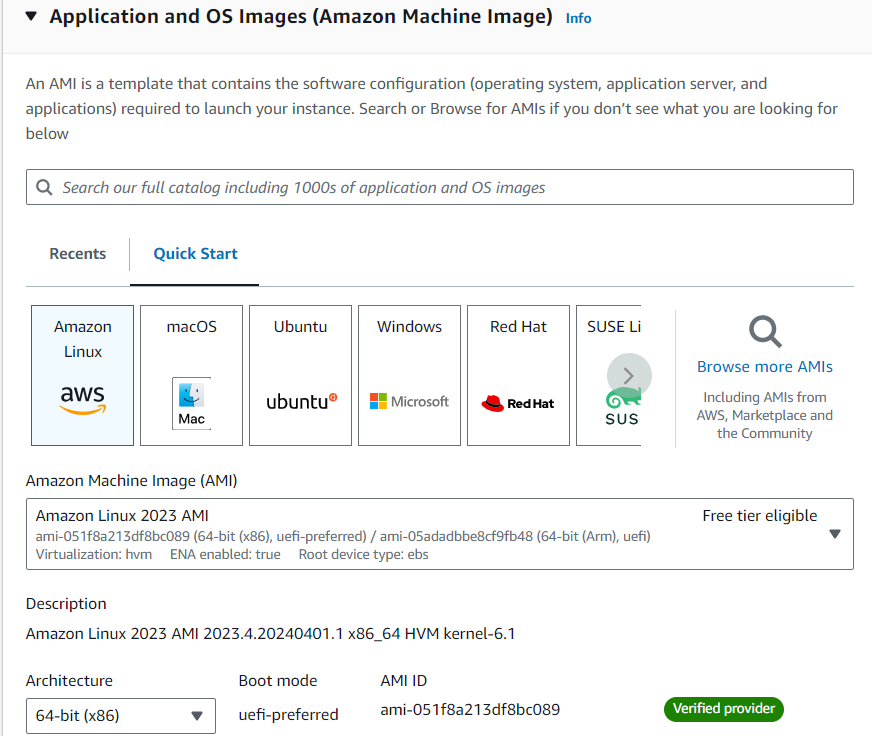 Application and OS Images (Amazon Machine Image) Info
An AMI is a template that contains the software configuration (operating system, application server, and
applications) required to launch your instance. Search or Browse for AMIs if you don’t see what you are looking for
below
Search our full catalog including 1000s of application and OS images
Recents
Quick Start
Amazon
Linux
aws
macOS
Mac
Ubuntu
ubuntu
Windows
Microsoft
Red Hat
Red Hat
SUSE Li
SUS
Browse more AMIs
Including AMIs from
AWS, Marketplace and
the Community
Amazon Machine Image (AMI)
Amazon Linux 2023 AMI
Free tier eligible
ami-051f8a213df8bc089 (64-bit (x86), uefi-preferred) / ami-05adadbbe8cf9fb48 (64-bit (Arm), uefi)
Virtualization: hvm ENA enabled: true Root device type: ebs
Description
Amazon Linux 2023 AMI 2023.4.20240401.1 x86_64 HVM kernel-6.1
Architecture
64-bit (x86)
Boot mode
uefi-preferred
AMI ID
ami-051f8a213df8bc089
Verified provider